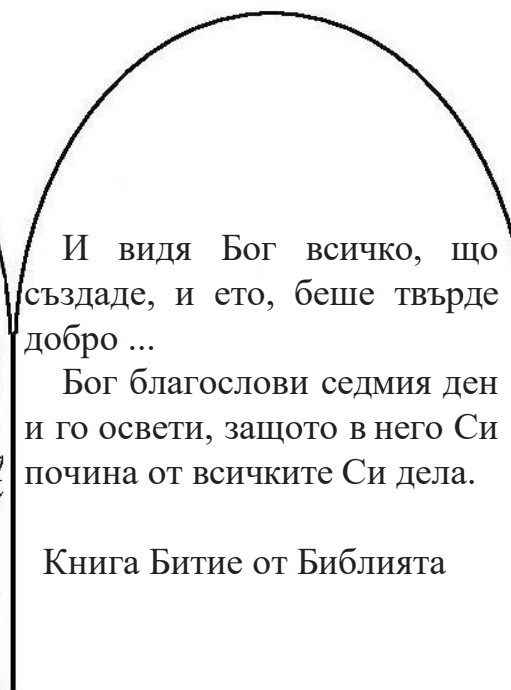 И видя Бог всичко, що
създаде, и ето, беше твърде
добро ...
Бог благослови седмия ден
и го освети, защото в него Си
почина от всичките Си дела.
Книга Битие от Библията